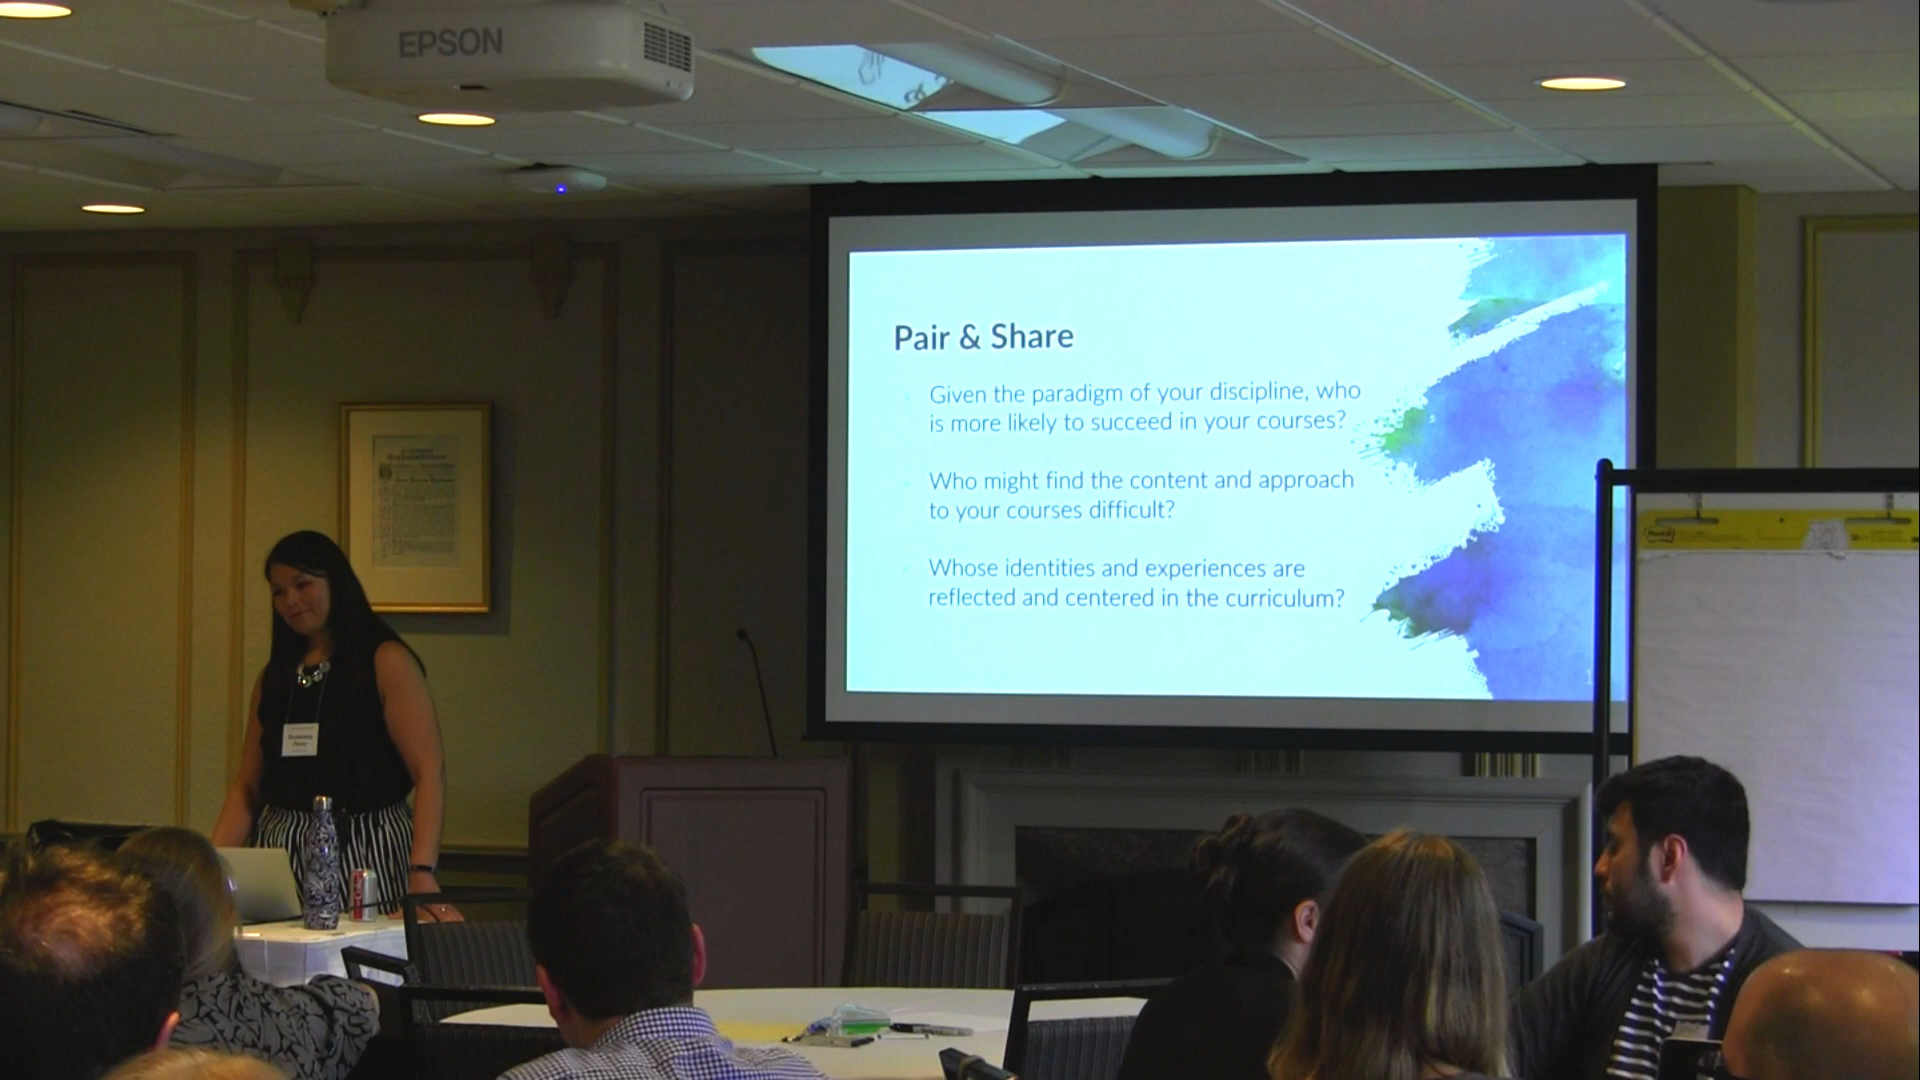 EPSON
Pair & Share
Given the paradigm of your discipline, who
is more likely to succeed in your courses?
Who might find the content and approach
to your courses difficult?
Whose identities and experiences are
reflected and centered in the curriculum?
Post-it